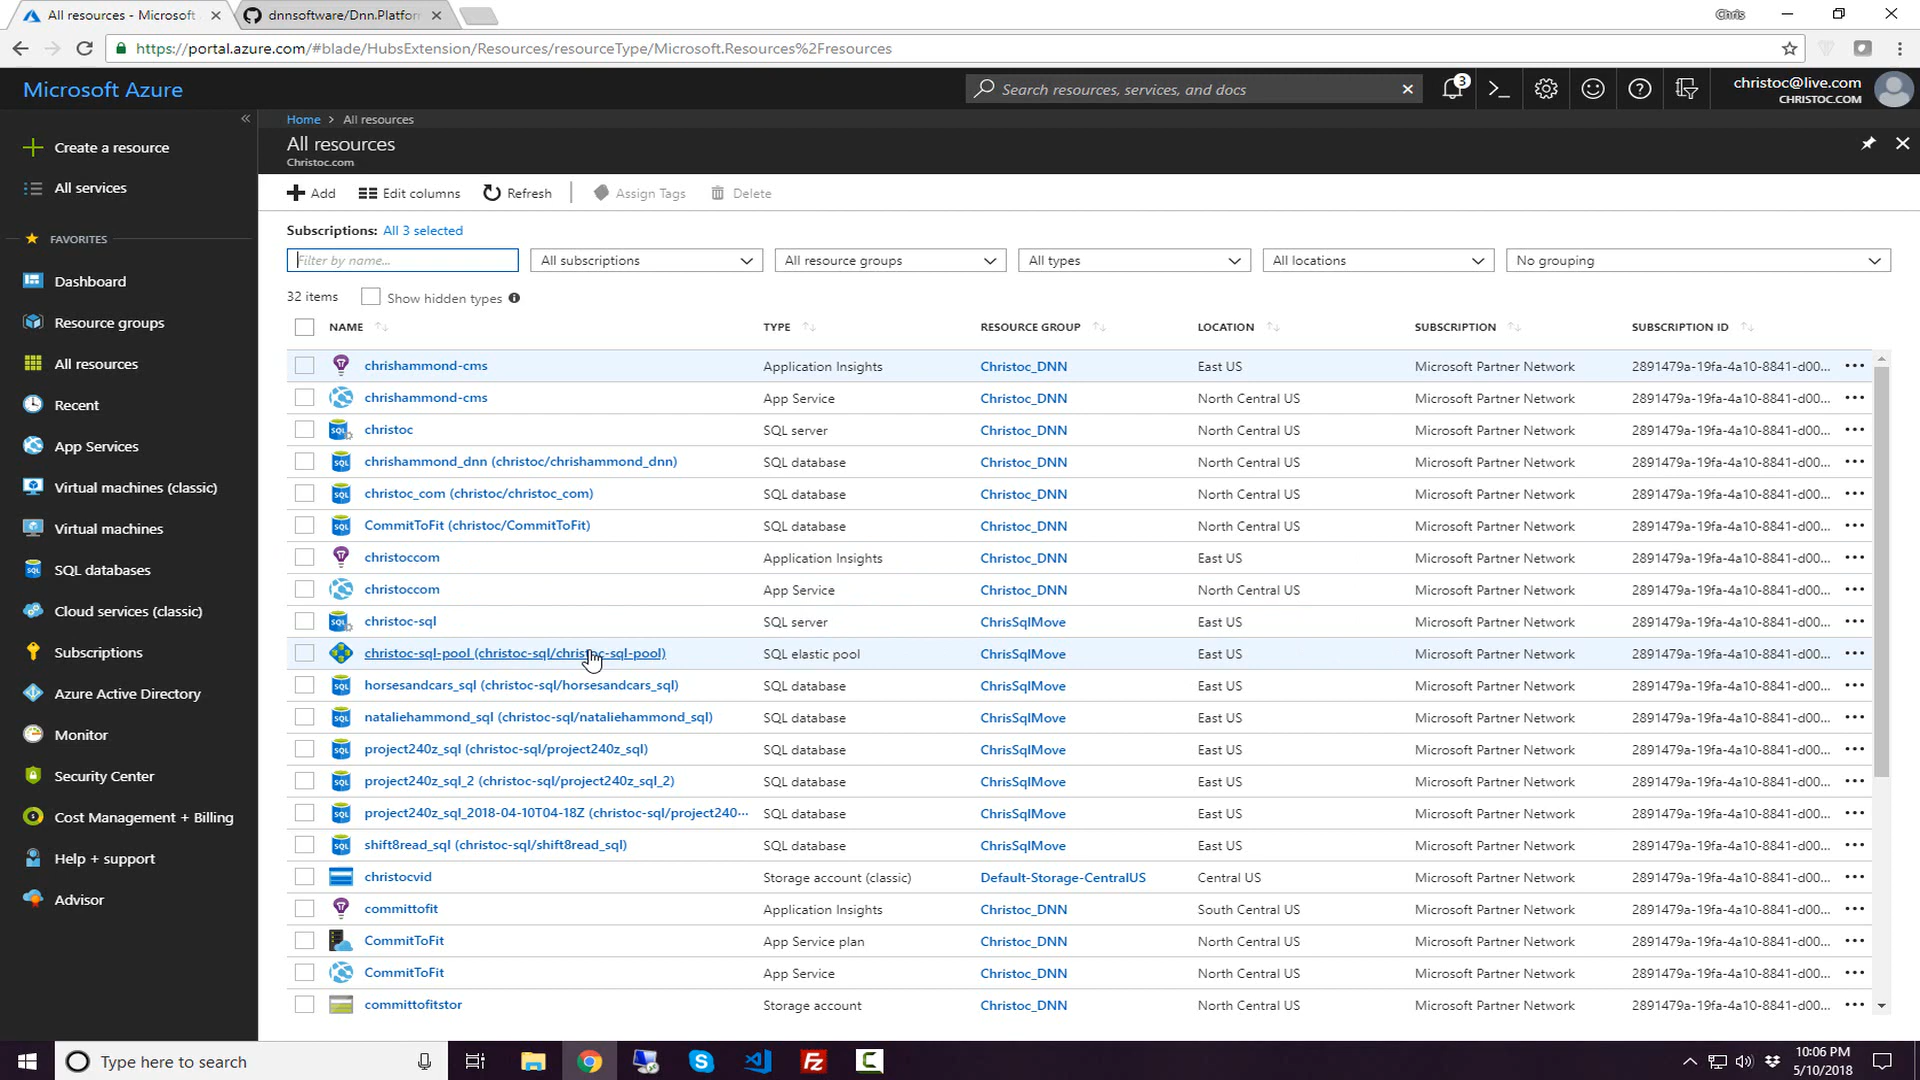 All resources - Microsoft
dnnsoftware/Dnn.Platfor
Chris
https://portal.azure.com/#blade/HubsExtension/Resources/resourceType/Microsoft.Resources%2Fresources
Microsoft Azure
Search resources, services, and docs
3
christoc@live.com
CHRISTOC.COM
Create a resource
All services
FAVORITES
Dashboard
Resource groups
All resources
Recent
App Services
Virtual machines (classic)
Virtual machines
SQL databases
Cloud services (classic)
Subscriptions
Azure Active Directory
Monitor
Security Center
Cost Management + Billing
Help + support
Advisor
Home > All resources
All resources
Christoc.com
Add Edit columns Refresh Assign Tags Delete
Subscriptions: All 3 selected
Filter by name... All subscriptions All resource groups All types All locations No grouping
32 items Show hidden types
NAME TYPE RESOURCE GROUP LOCATION SUBSCRIPTION SUBSCRIPTION ID
chrishammond-cms Application Insights Christoc_DNN East US Microsoft Partner Network 2891479a-19fa-4a10-8841-d00...
chrishammond-cms App Service Christoc_DNN North Central US Microsoft Partner Network 2891479a-19fa-4a10-8841-d00...
christoc SQL server Christoc_DNN North Central US Microsoft Partner Network 2891479a-19fa-4a10-8841-d00...
chrishammond_dnn (christoc/chrishammond_dnn) SQL database Christoc_DNN North Central US Microsoft Partner Network 2891479a-19fa-4a10-8841-d00...
christoc_com (christoc/christoc_com) SQL database Christoc_DNN North Central US Microsoft Partner Network 2891479a-19fa-4a10-8841-d00...
CommitToFit (christoc/CommitToFit) SQL database Christoc_DNN North Central US Microsoft Partner Network 2891479a-19fa-4a10-8841-d00...
christoccom Application Insights Christoc_DNN East US Microsoft Partner Network 2891479a-19fa-4a10-8841-d00...
christoccom App Service Christoc_DNN North Central US Microsoft Partner Network 2891479a-19fa-4a10-8841-d00...
christoc-sql SQL server ChrisSqlMove East US Microsoft Partner Network 2891479a-19fa-4a10-8841-d00...
christoc-sql-pool (christoc-sql/christoc-sql-pool) SQL elastic pool ChrisSqlMove East US Microsoft Partner Network 2891479a-19fa-4a10-8841-d00...
horsesandcars_sql (christoc-sql/horsesandcars_sql) SQL database ChrisSqlMove East US Microsoft Partner Network 2891479a-19fa-4a10-8841-d00...
nataliehammond_sql (christoc-sql/nataliehammond_sql) SQL database ChrisSqlMove East US Microsoft Partner Network 2891479a-19fa-4a10-8841-d00...
project240z_sql (christoc-sql/project240z_sql) SQL database ChrisSqlMove East US Microsoft Partner Network 2891479a-19fa-4a10-8841-d00...
project240z_sql_2 (christoc-sql/project240z_sql_2) SQL database ChrisSqlMove East US Microsoft Partner Network 2891479a-19fa-4a10-8841-d00...
project240z_sql_2018-04-10T04-18Z (christoc-sql/project240... SQL database ChrisSqlMove East US Microsoft Partner Network 2891479a-19fa-4a10-8841-d00...
shift8read_sql (christoc-sql/shift8read_sql) SQL database ChrisSqlMove East US Microsoft Partner Network 2891479a-19fa-4a10-8841-d00...
christocvid Storage account (classic) Default-Storage-CentralUS Central US Microsoft Partner Network 2891479a-19fa-4a10-8841-d00...
committofit Application Insights Christoc_DNN South Central US Microsoft Partner Network 2891479a-19fa-4a10-8841-d00...
CommitToFit App Service plan Christoc_DNN North Central US Microsoft Partner Network 2891479a-19fa-4a10-8841-d00...
CommitToFit App Service Christoc_DNN North Central US Microsoft Partner Network 2891479a-19fa-4a10-8841-d00...
committofitstor Storage account Christoc_DNN North Central US Microsoft Partner Network 2891479a-19fa-4a10-8841-d00...
Type here to search
10:06 PM
5/10/2018